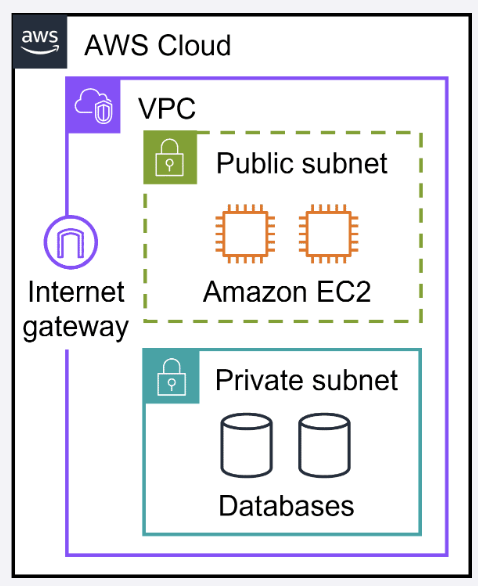 aws
AWS Cloud
VPC
Public subnet
Amazon EC2
Internet
gateway
Private subnet
Databases